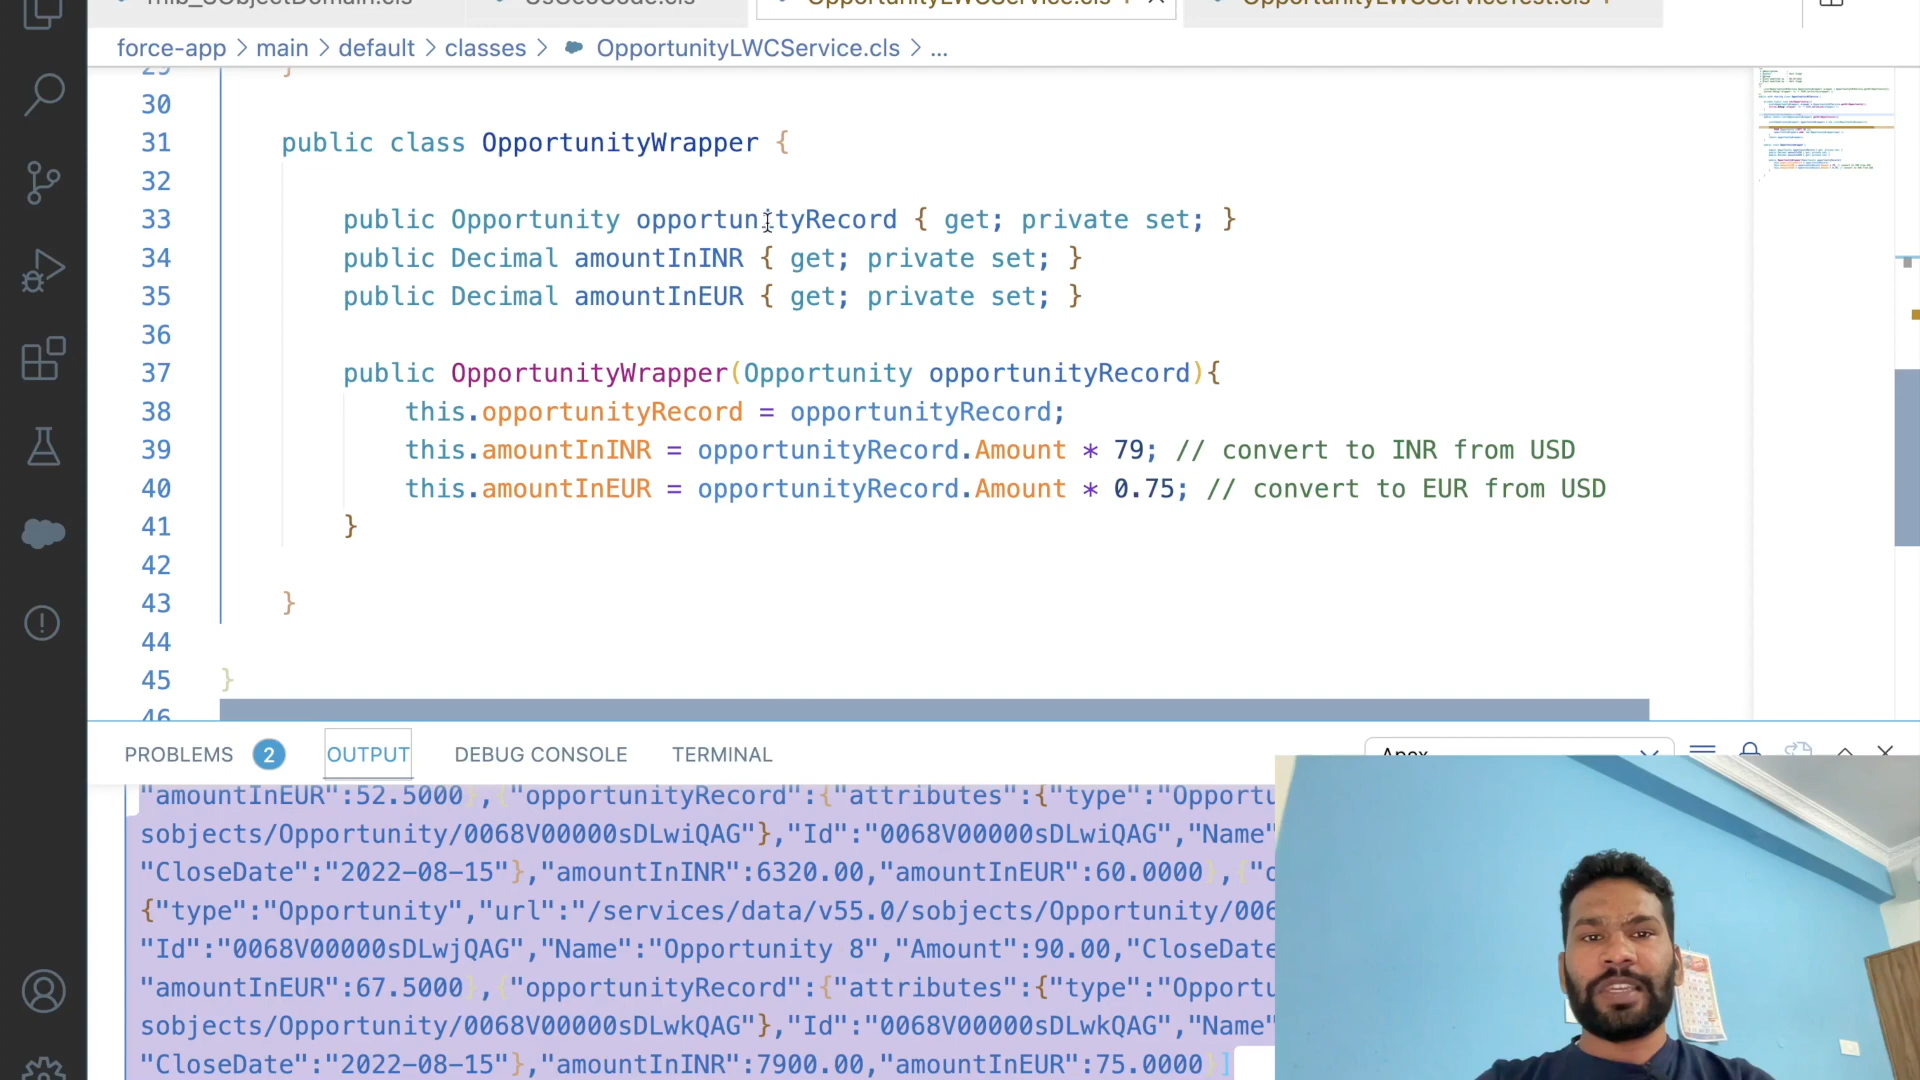 OpportunityLWCService.cls
OpportunityLWCServiceTest.cls
force-app > main > default > classes > OpportunityLWCService.cls > ...
29 }
30
31 public class OpportunityWrapper {
32
33 public Opportunity opportunityRecord { get; private set; }
34 public Decimal amountInINR { get; private set; }
35 public Decimal amountInEUR { get; private set; }
36
37 public OpportunityWrapper(Opportunity opportunityRecord){
38 this.opportunityRecord = opportunityRecord;
39 this.amountInINR = opportunityRecord.Amount * 79; // convert to INR from USD
40 this.amountInEUR = opportunityRecord.Amount * 0.75; // convert to EUR from USD
41 }
42
43 }
44
45 }
46
PROBLEMS 2 OUTPUT DEBUG CONSOLE TERMINAL
Apex
"amountInEUR":52.5000},{"opportunityRecord":{"attributes":{"type":"Opportu
sobjects/Opportunity/0068V00000sDLwiQAG"},"Id":"0068V00000sDLwiQAG","Name"
"CloseDate":"2022-08-15"},"amountInINR":6320.00,"amountInEUR":60.0000},{"o
{"type":"Opportunity","url":"/services/data/v55.0/sobjects/Opportunity/006
"Id":"0068V00000sDLwjQAG","Name":"Opportunity 8","Amount":90.00,"CloseDate
"amountInEUR":67.5000},{"opportunityRecord":{"attributes":{"type":"Opportu
sobjects/Opportunity/0068V00000sDLwkQAG"},"Id":"0068V00000sDLwkQAG","Name"
"CloseDate":"2022-08-15"},"amountInINR":7900.00,"amountInEUR":75.0000}]